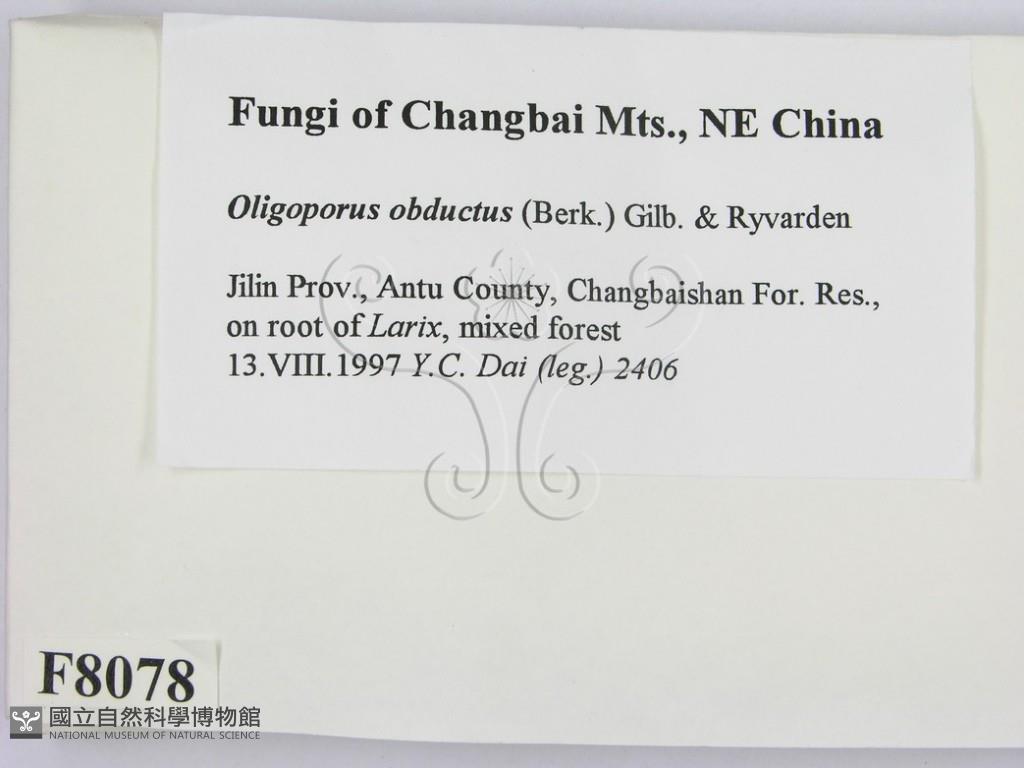 Fungi of Changbai Mts., NE China
Oligoporus obductus (Berk.) Gilb. & Ryvarden
Jilin Prov., Antu County, Changbaishan For. Res.,
on root of Larix, mixed forest
13.VIII.1997 Y.C. Dai (leg.) 2406
F8078
國立自然科學博物館
NATIONAL MUSEUM OF NATURAL SCIENCE